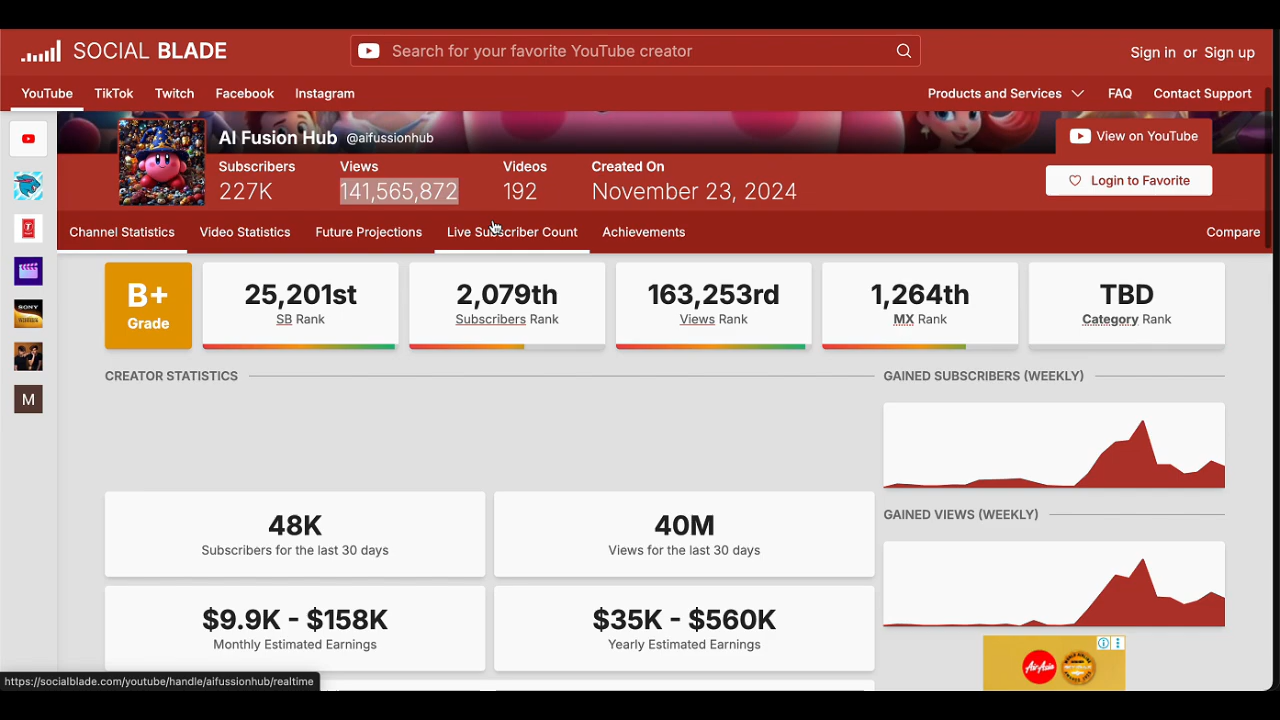 SOCIAL BLADE
Search for your favorite YouTube creator
Sign in or Sign up
YouTube TikTok Twitch Facebook Instagram
Products and Services FAQ Contact Support
AI Fusion Hub @aifussionhub
View on YouTube
Subscribers Views Videos Created On
227K 141,565,872 192 November 23, 2024
Login to Favorite
Channel Statistics Video Statistics Future Projections Live Subscriber Count Achievements Compare
B+
Grade
25,201st
SB Rank
2,079th
Subscribers Rank
163,253rd
Views Rank
1,264th
MX Rank
TBD
Category Rank
CREATOR STATISTICS
GAINED SUBSCRIBERS (WEEKLY)
48K
Subscribers for the last 30 days
40M
Views for the last 30 days
GAINED VIEWS (WEEKLY)
$9.9K - $158K
Monthly Estimated Earnings
$35K - $560K
Yearly Estimated Earnings
SONY
M
AirAsia
https://socialblade.com/youtube/handle/aifussionhub/realtime